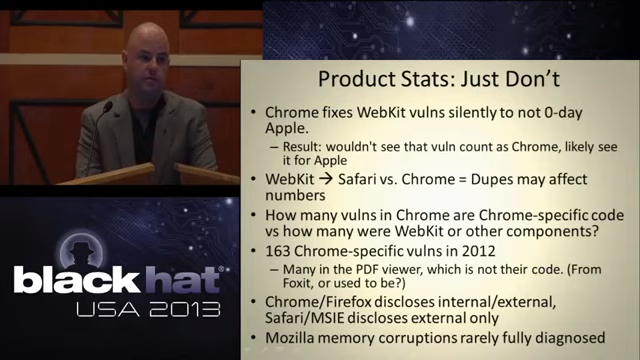 Product Stats: Just Don't
• Chrome fixes WebKit vulns silently to not 0-day
Apple.
– Result: wouldn't see that vuln count as Chrome, likely see
it for Apple
• WebKit → Safari vs. Chrome = Dupes may affect
numbers
• How many vulns in Chrome are Chrome-specific code
vs how many were WebKit or other components?
• 163 Chrome-specific vulns in 2012
– Many in the PDF viewer, which is not their code. (From
Foxit, or used to be?)
• Chrome/Firefox discloses internal/external,
Safari/MSIE discloses external only
• Mozilla memory corruptions rarely fully diagnosed
black hat®
USA 2013